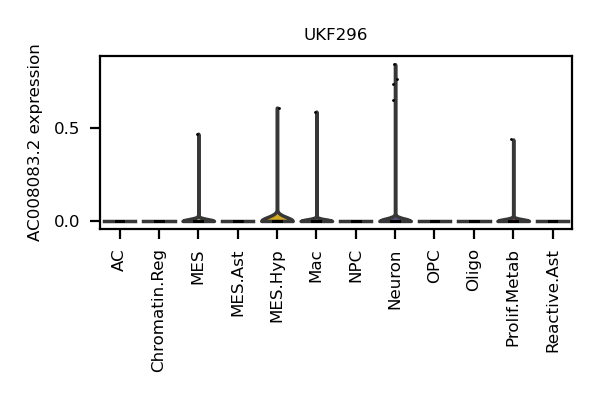 UKF296
AC008083.2 expression
0.5
0.0
AC
Chromatin.Reg
MES
MES.Ast
MES.Hyp
Mac
NPC
Neuron
OPC
Oligo
Prolif.Metab
Reactive.Ast